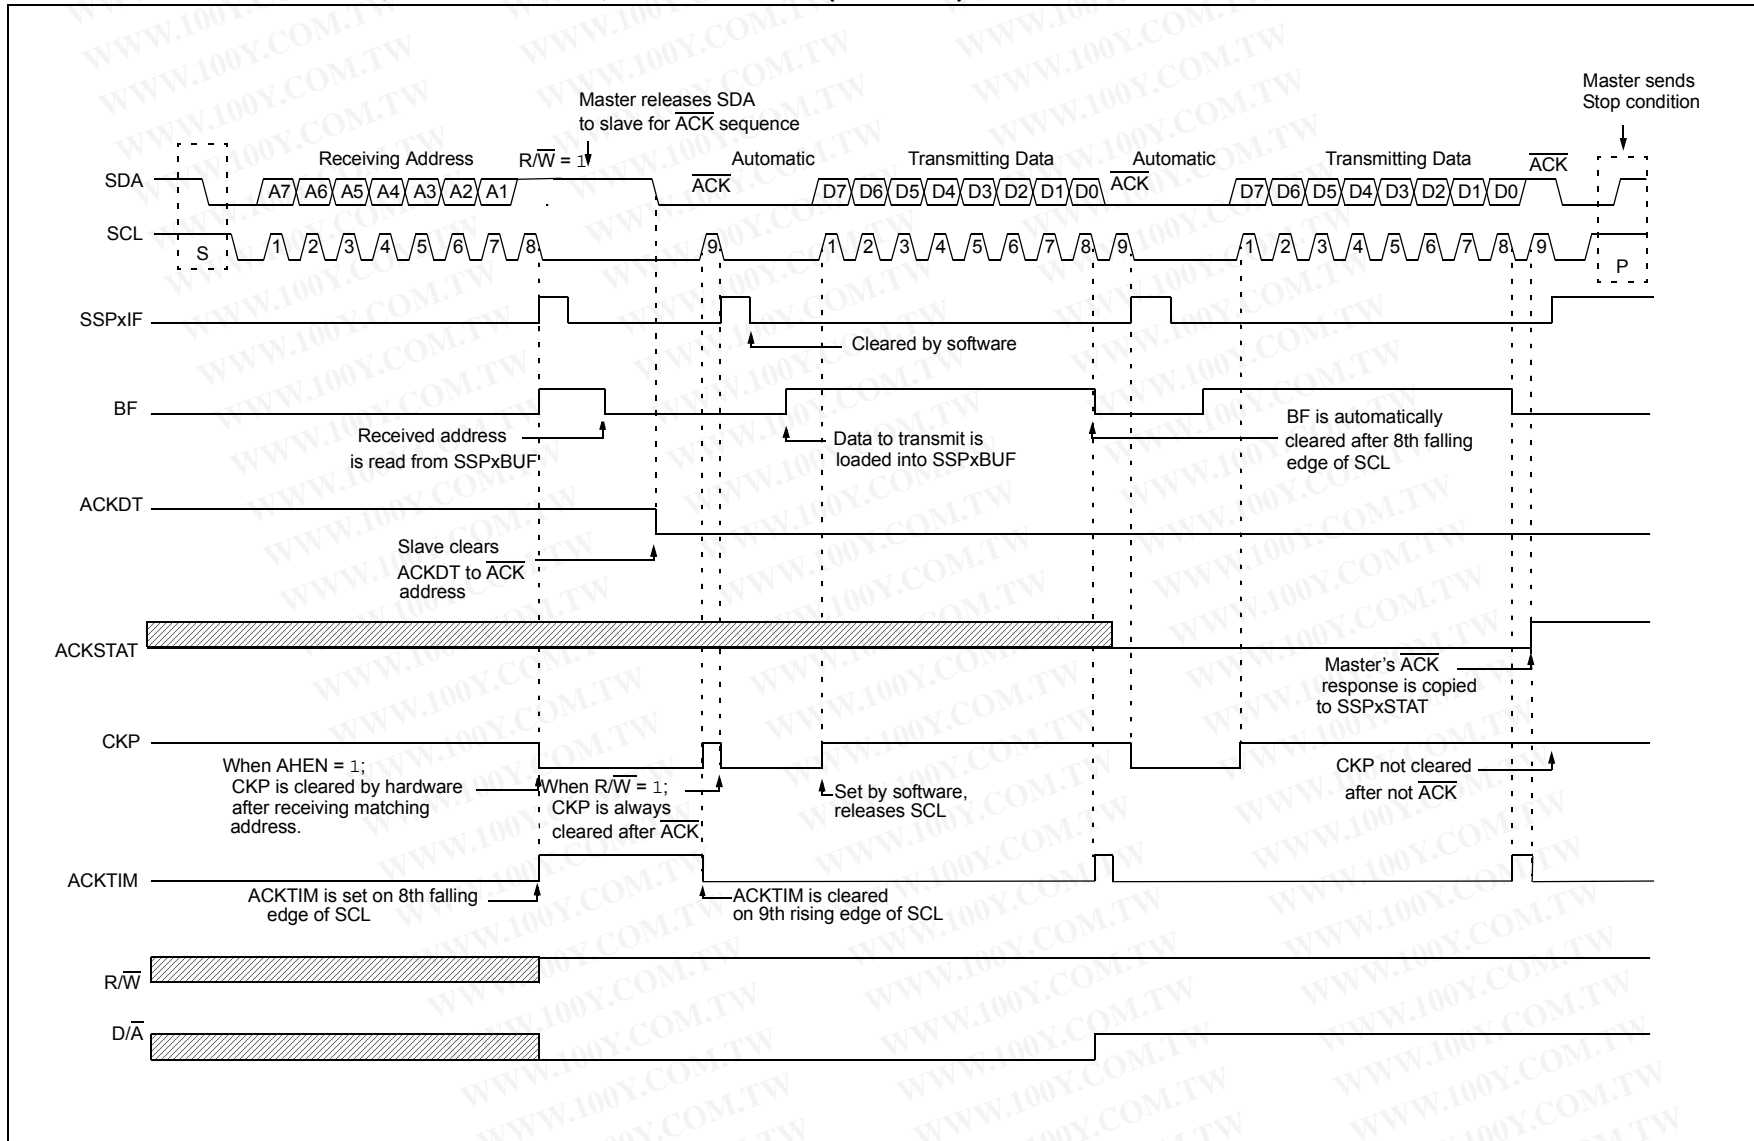 Master sends
Stop condition
Master releases SDA
to slave for ACK sequence
Receiving Address
R/W = 1
Automatic
Transmitting Data
Automatic
Transmitting Data
ACK
SDA
A7 A6 A5 A4 A3 A2 A1
ACK
D7 D6 D5 D4 D3 D2 D1 D0
ACK
D7 D6 D5 D4 D3 D2 D1 D0
SCL
S
1 2 3 4 5 6 7 8 9 1 2 3 4 5 6 7 8 9 1 2 3 4 5 6 7 8 9
P
SSPxIF
Cleared by software
BF
Received address
is read from SSPxBUF
Data to transmit is
loaded into SSPxBUF
BF is automatically
cleared after 8th falling
edge of SCL
ACKDT
Slave clears
ACKDT to ACK
address
ACKSTAT
Master's ACK
response is copied
to SSPxSTAT
CKP
When AHEN = 1;
CKP is cleared by hardware
after receiving matching
address.
When R/W = 1;
CKP is always
cleared after ACK
Set by software,
releases SCL
CKP not cleared
after not ACK
ACKTIM
ACKTIM is set on 8th falling
edge of SCL
ACKTIM is cleared
on 9th rising edge of SCL
R/W
D/A
WWW.100Y.COM.TW